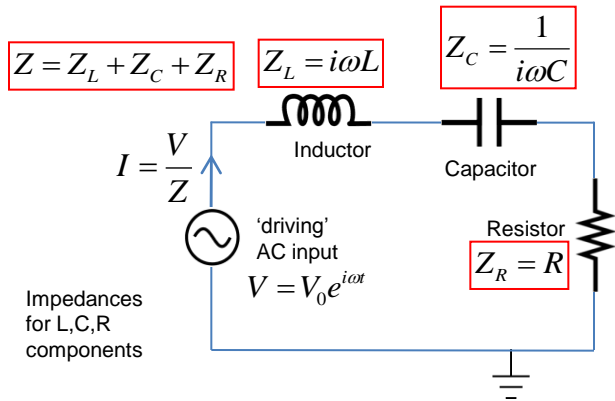 Z = Z_L + Z_C + Z_R
Z_L = iωL
Z_C = 1/(iωC)
Inductor
Capacitor
I = V/Z
'driving'
AC input
V = V_0 e^{iωt}
Resistor
Z_R = R
Impedances
for L,C,R
components